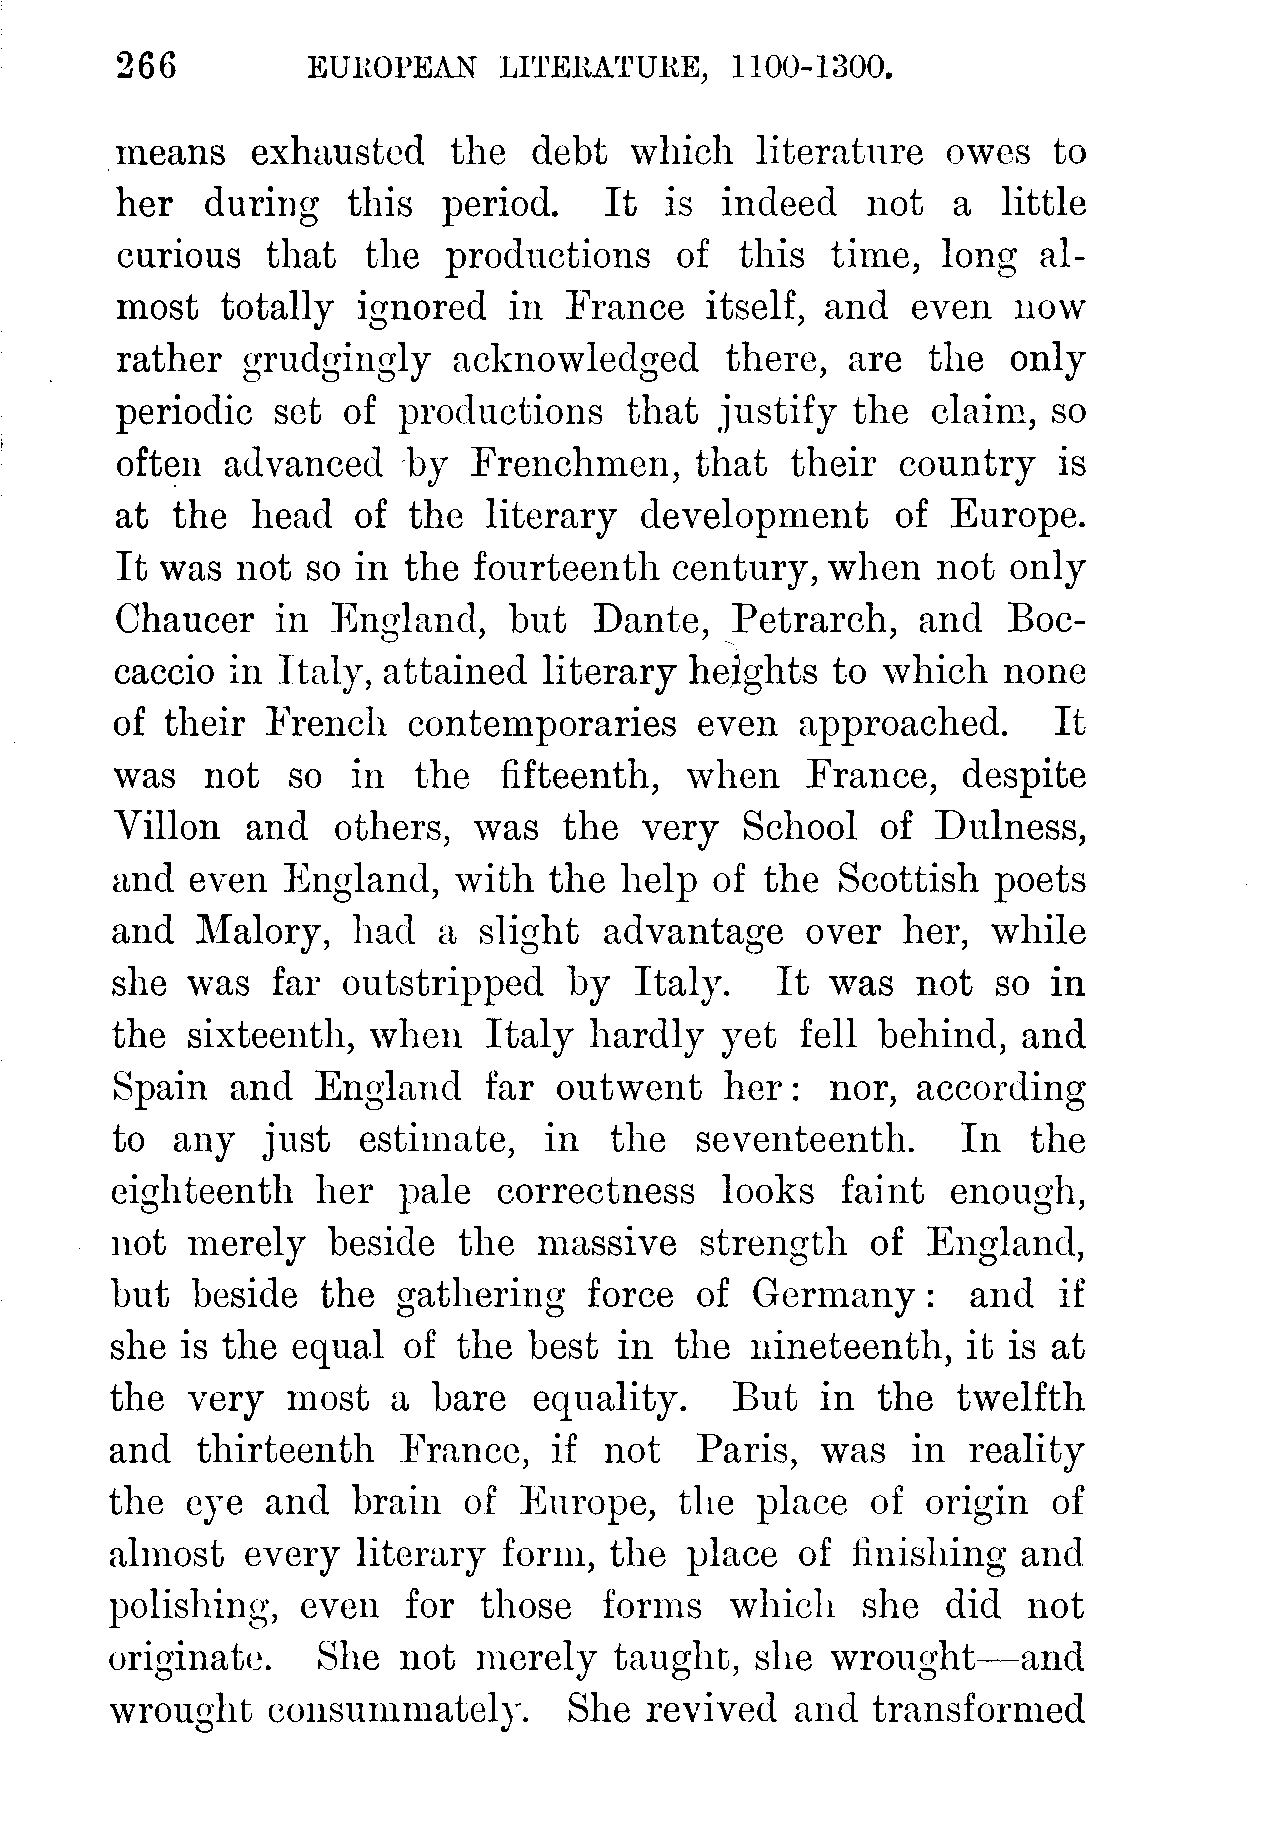 266 EUROPEAN LITERATURE, 1100-1300.
means exhausted the debt which literature owes to
her during this period. It is indeed not a little
curious that the productions of this time, long al-
most totally ignored in France itself, and even now
rather grudgingly acknowledged there, are the only
periodic set of productions that justify the claim, so
often advanced by Frenchmen, that their country is
at the head of the literary development of Europe.
It was not so in the fourteenth century, when not only
Chaucer in England, but Dante, Petrarch, and Boc-
caccio in Italy, attained literary heights to which none
of their French contemporaries even approached. It
was not so in the fifteenth, when France, despite
Villon and others, was the very School of Dulness,
and even England, with the help of the Scottish poets
and Malory, had a slight advantage over her, while
she was far outstripped by Italy. It was not so in
the sixteenth, when Italy hardly yet fell behind, and
Spain and England far outwent her: nor, according
to any just estimate, in the seventeenth. In the
eighteenth her pale correctness looks faint enough,
not merely beside the massive strength of England,
but beside the gathering force of Germany: and if
she is the equal of the best in the nineteenth, it is at
the very most a bare equality. But in the twelfth
and thirteenth France, if not Paris, was in reality
the eye and brain of Europe, the place of origin of
almost every literary form, the place of finishing and
polishing, even for those forms which she did not
originate. She not merely taught, she wrought—and
wrought consummately. She revived and transformed